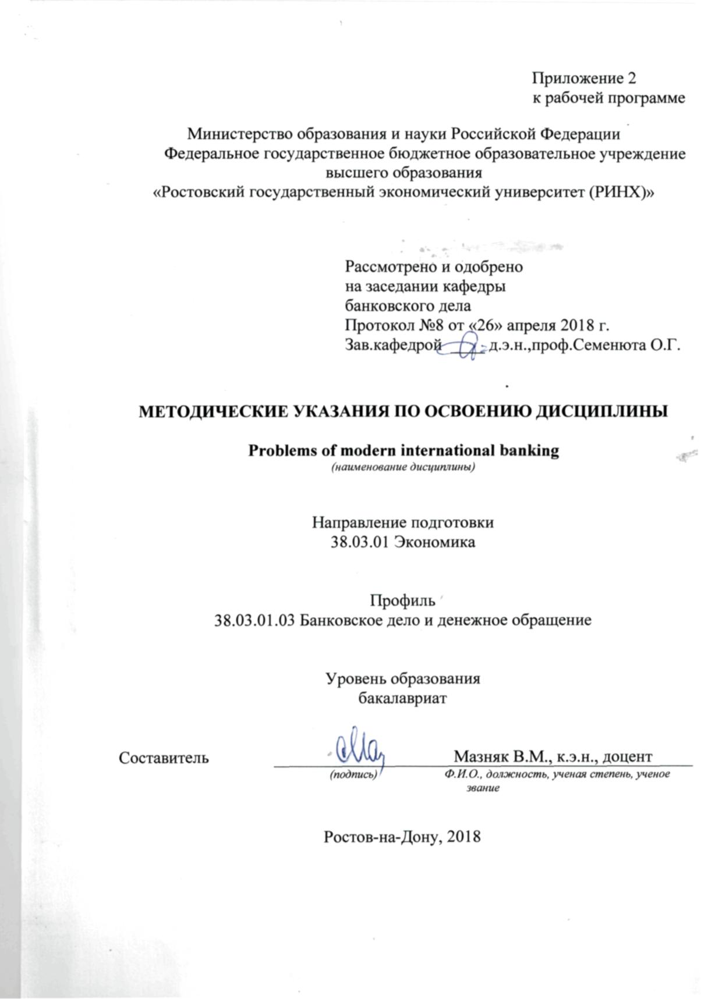 Приложение 2
к рабочей программе
Министерство образования и науки Российской Федерации
Федеральное государственное бюджетное образовательное учреждение
высшего образования
«Ростовский государственный экономический университет (РИНХ)»
Рассмотрено и одобрено
на заседании кафедры
банковского дела
Протокол №8 от «26» апреля 2018 г.
Зав.кафедрой ____ д.э.н.,проф.Семенюта О.Г.
МЕТОДИЧЕСКИЕ УКАЗАНИЯ ПО ОСВОЕНИЮ ДИСЦИПЛИНЫ
Problems of modern international banking
(наименование дисциплины)
Направление подготовки
38.03.01 Экономика
Профиль
38.03.01.03 Банковское дело и денежное обращение
Уровень образования
бакалавриат
Составитель Мазняк В.М., к.э.н., доцент
(подпись) Ф.И.О., должность, ученая степень, ученое
звание
Ростов-на-Дону, 2018